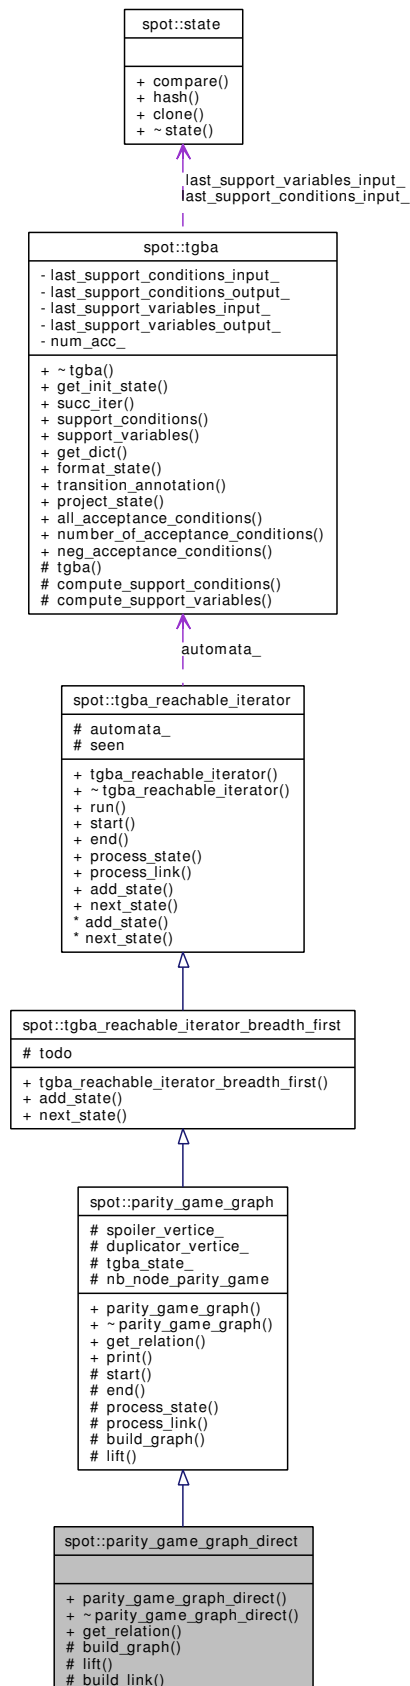 spot::state
+ compare()
+ hash()
+ clone()
+ ~state()
last_support_variables_input_
last_support_conditions_input_
spot::tgba
- last_support_conditions_input_
- last_support_conditions_output_
- last_support_variables_input_
- last_support_variables_output_
- num_acc_
+ ~tgba()
+ get_init_state()
+ succ_iter()
+ support_conditions()
+ support_variables()
+ get_dict()
+ format_state()
+ transition_annotation()
+ project_state()
+ all_acceptance_conditions()
+ number_of_acceptance_conditions()
+ neg_acceptance_conditions()
# tgba()
# compute_support_conditions()
# compute_support_variables()
automata_
spot::tgba_reachable_iterator
# automata_
# seen
+ tgba_reachable_iterator()
+ ~tgba_reachable_iterator()
+ run()
+ start()
+ end()
+ process_state()
+ process_link()
+ add_state()
+ next_state()
* add_state()
* next_state()
spot::tgba_reachable_iterator_breadth_first
# todo
+ tgba_reachable_iterator_breadth_first()
+ add_state()
+ next_state()
spot::parity_game_graph
# spoiler_vertice_
# duplicator_vertice_
# tgba_state_
# nb_node_parity_game
+ parity_game_graph()
+ ~parity_game_graph()
+ get_relation()
+ print()
# start()
# end()
# process_state()
# process_link()
# build_graph()
# lift()
spot::parity_game_graph_direct
+ parity_game_graph_direct()
+ ~parity_game_graph_direct()
+ get_relation()
# build_graph()
# lift()
# build_link()